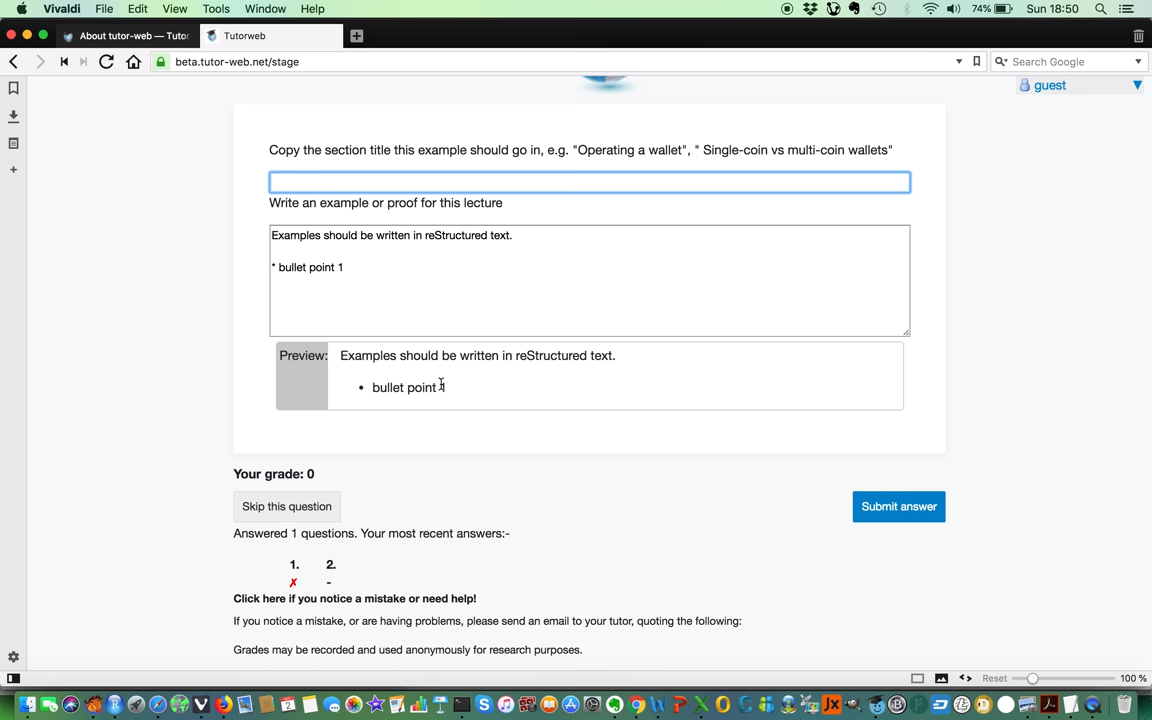 Vivaldi File Edit View Tools Window Help 74% Sun 18:50
About tutor-web — Tutor Tutorweb
beta.tutor-web.net/stage Search Google
guest
Copy the section title this example should go in, e.g. "Operating a wallet", " Single-coin vs multi-coin wallets"
Write an example or proof for this lecture
Examples should be written in reStructured text.
* bullet point 1
Preview: Examples should be written in reStructured text.
• bullet point 1
Your grade: 0
Skip this question Submit answer
Answered 1 questions. Your most recent answers:-
1. 2.
✗ -
Click here if you notice a mistake or need help!
If you notice a mistake, or are having problems, please send an email to your tutor, quoting the following:
Grades may be recorded and used anonymously for research purposes.
Reset 100 %